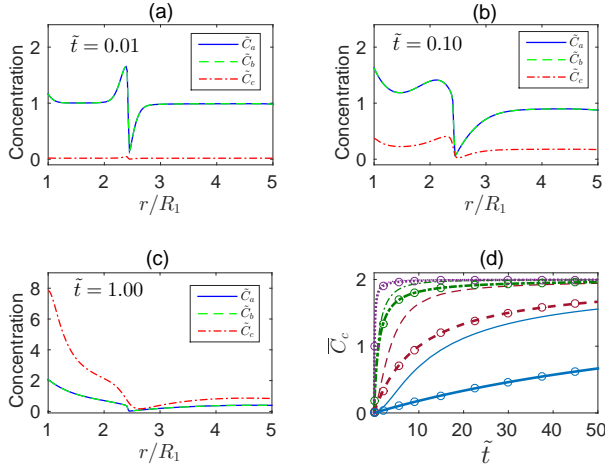 (a)
t̃ = 0.01
C̃a
C̃b
C̃c
Concentration
0
1
2
1 2 3 4 5
r/R1
(b)
t̃ = 0.10
C̃a
C̃b
C̃c
Concentration
0
1
2
1 2 3 4 5
r/R1
(c)
t̃ = 1.00
C̃a
C̃b
C̃c
Concentration
0
2
4
6
8
1 2 3 4 5
r/R1
(d)
C̅c
0
1
2
10 20 30 40 50
t̃